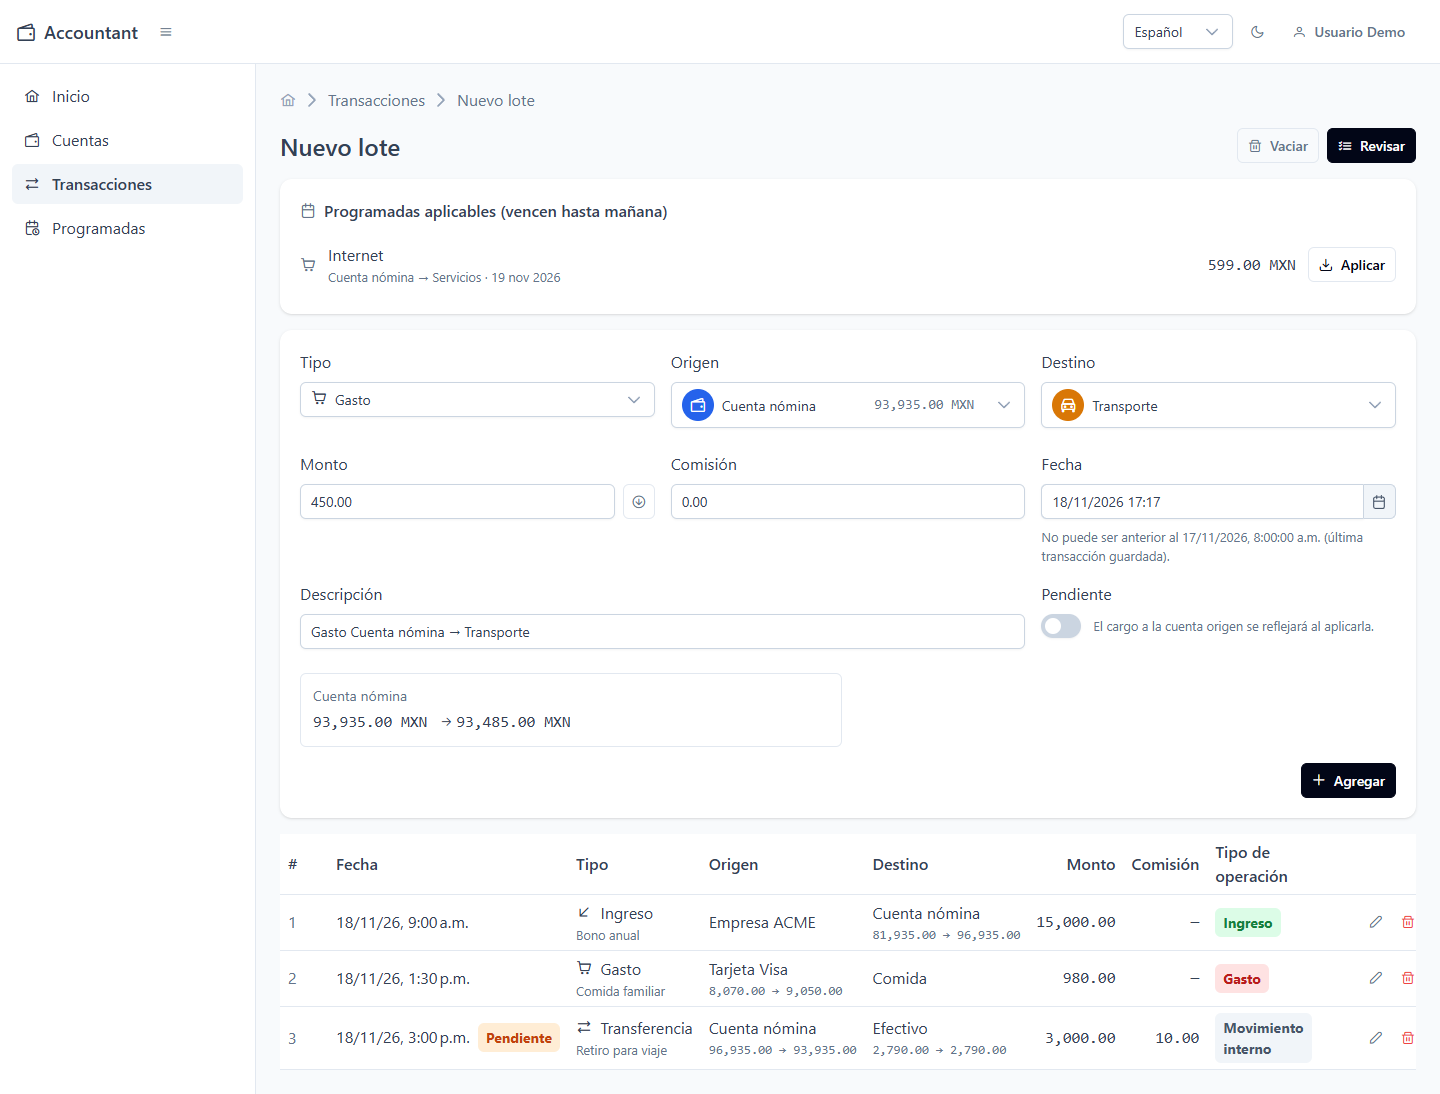 Accountant
Español
Usuario Demo
Inicio
Cuentas
Transacciones
Programadas
Transacciones
Nuevo lote
Nuevo lote
Vaciar
Revisar
Programadas aplicables (vencen hasta mañana)
Internet
Cuenta nómina → Servicios · 19 nov 2026
599.00 MXN
Aplicar
Tipo
Origen
Destino
Gasto
Cuenta nómina 93,935.00 MXN
Transporte
Monto
Comisión
Fecha
450.00
0.00
18/11/2026 17:17
No puede ser anterior al 17/11/2026, 8:00:00 a.m. (última
transacción guardada).
Descripción
Pendiente
Gasto Cuenta nómina → Transporte
El cargo a la cuenta origen se reflejará al aplicarla.
Cuenta nómina
93,935.00 MXN → 93,485.00 MXN
Agregar
# Fecha Tipo Origen Destino Monto Comisión Tipo de
operación
1 18/11/26, 9:00 a.m. Ingreso Empresa ACME Cuenta nómina 15,000.00 — Ingreso
Bono anual 81,935.00 → 96,935.00
2 18/11/26, 1:30 p.m. Gasto Tarjeta Visa Comida 980.00 — Gasto
Comida familiar 8,070.00 → 9,050.00
3 18/11/26, 3:00 p.m. Pendiente Transferencia Cuenta nómina Efectivo 3,000.00 10.00 Movimiento
interno
Retiro para viaje 96,935.00 → 93,935.00 2,790.00 → 2,790.00